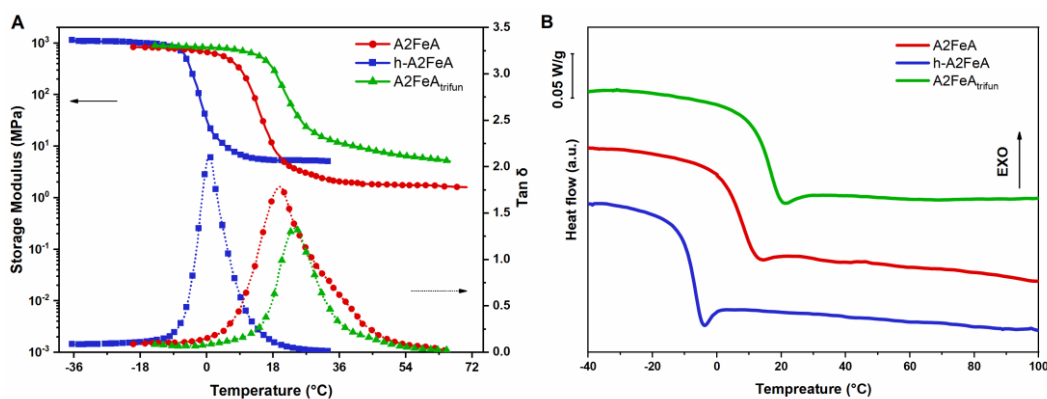 A
B
A2FeA
h-A2FeA
A2FeAtrifun
Storage Modulus (MPa)
10³
10²
10¹
10⁰
10⁻¹
10⁻²
10⁻³
3.5
3.0
2.5
2.0
1.5
1.0
0.5
0.0
Tan δ
-36 -18 0 18 36 54 72
Temperature (°C)
0.05 W/g
A2FeA
h-A2FeA
A2FeAtrifun
EXO
Heat flow (a.u.)
-40 -20 0 20 40 60 80 100
Tempreature (°C)